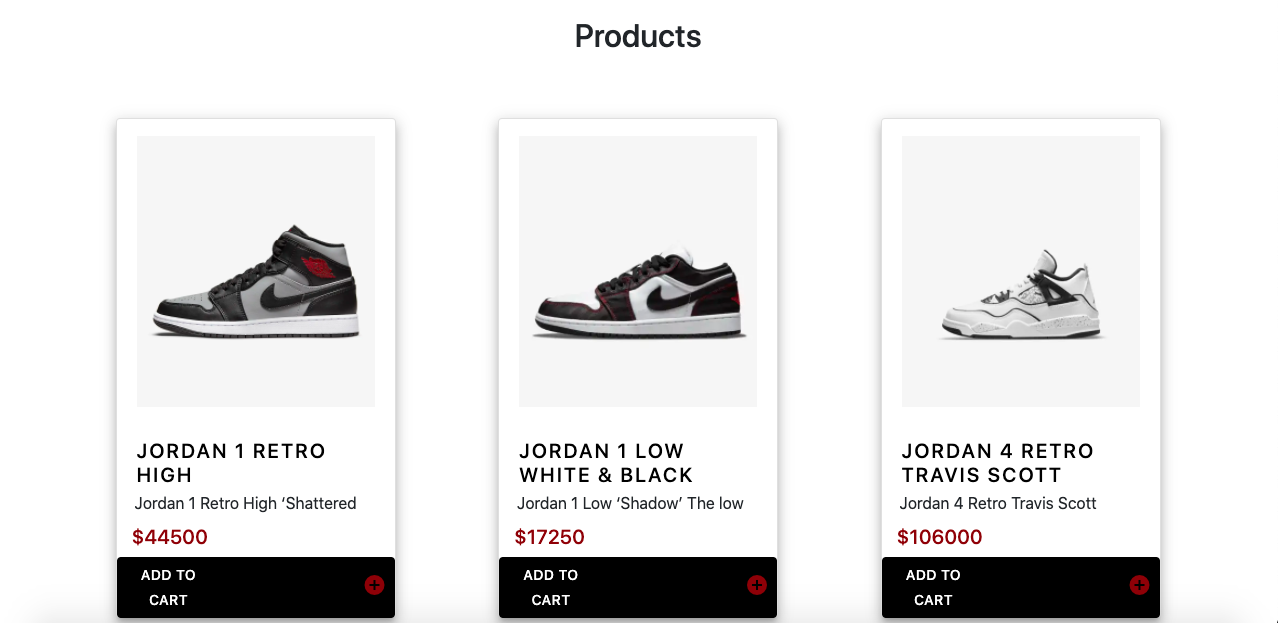 Products
JORDAN 1 RETRO
HIGH
Jordan 1 Retro High ‘Shattered
$44500
ADD TO
CART
JORDAN 1 LOW
WHITE & BLACK
Jordan 1 Low ‘Shadow’ The low
$17250
ADD TO
CART
JORDAN 4 RETRO
TRAVIS SCOTT
Jordan 4 Retro Travis Scott
$106000
ADD TO
CART